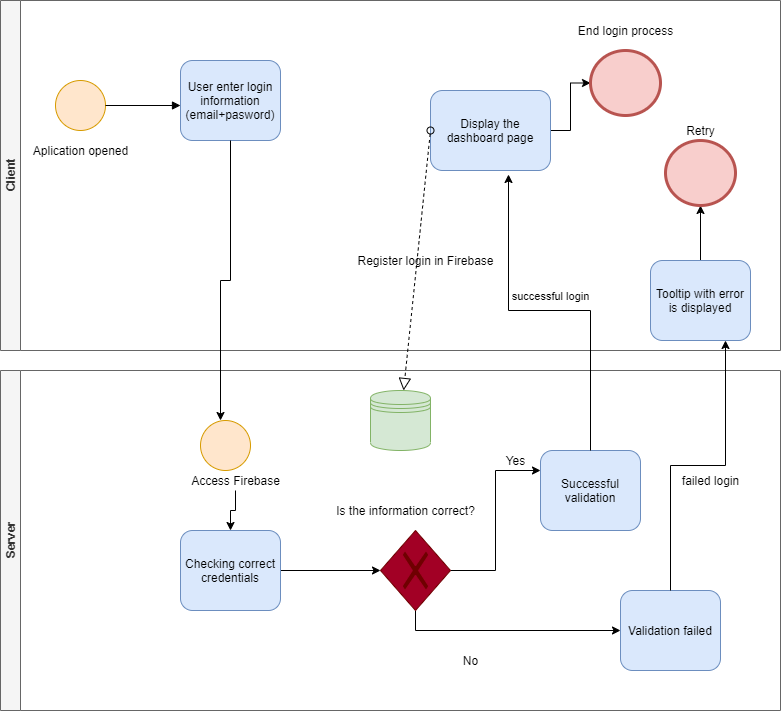 Client
Aplication opened
User enter login
information
(email+pasword)
Display the
dashboard page
End login process
Retry
Register login in Firebase
successful login
Tooltip with error
is displayed
Server
Access Firebase
Checking correct
credentials
Is the information correct?
Yes
No
Successful
validation
failed login
Validation failed